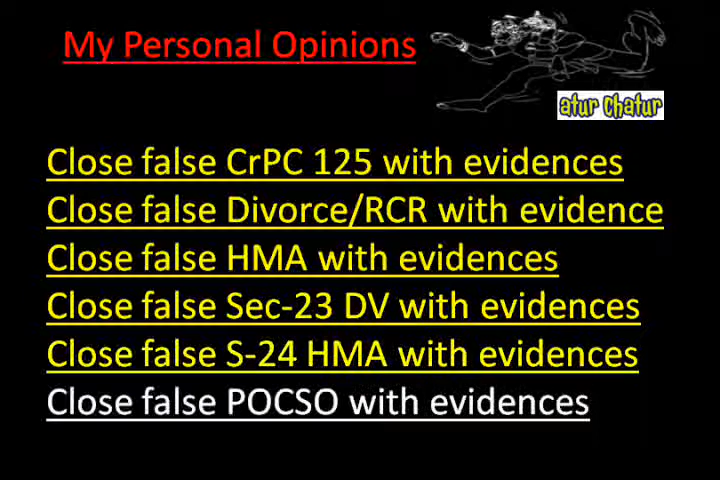 My Personal Opinions
atur Chatur
Close false CrPC 125 with evidences
Close false Divorce/RCR with evidence
Close false HMA with evidences
Close false Sec-23 DV with evidences
Close false S-24 HMA with evidences
Close false POCSO with evidences